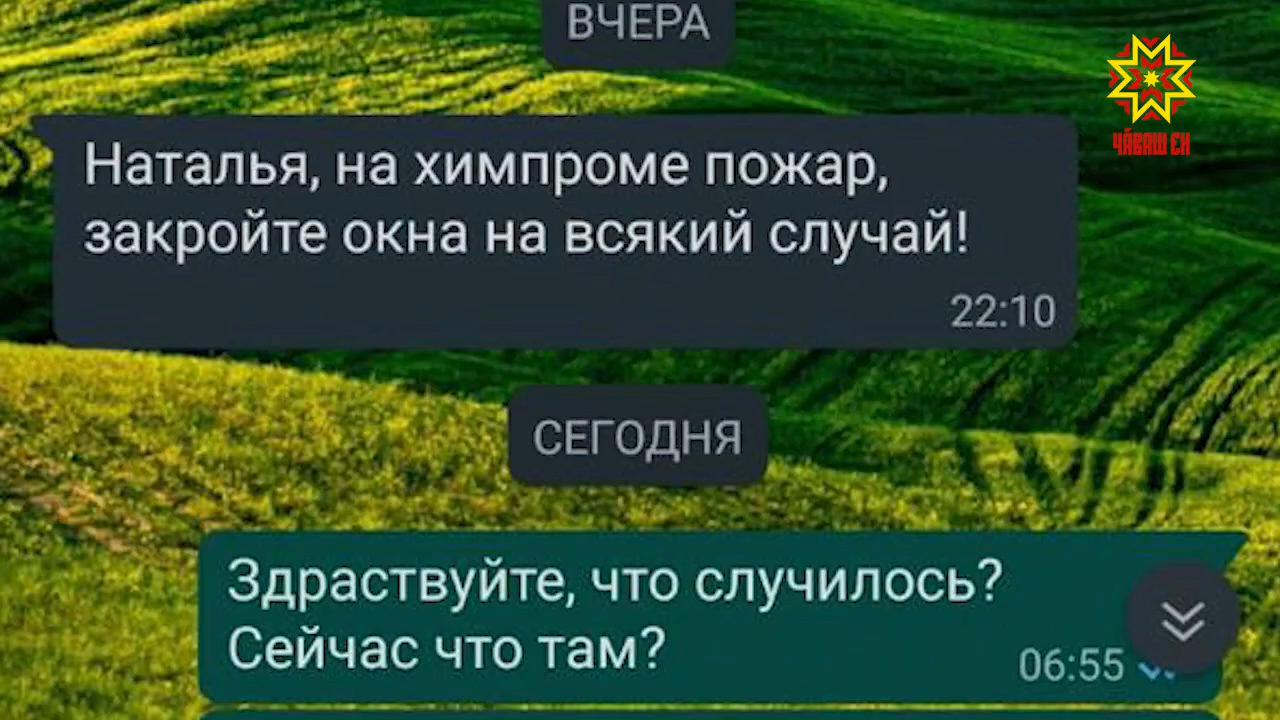 ВЧЕРА
ЧӐВАШ ЕН
Наталья, на химпроме пожар,
закройте окна на всякий случай!
22:10
СЕГОДНЯ
Здраствуйте, что случилось?
Сейчас что там?
06:55